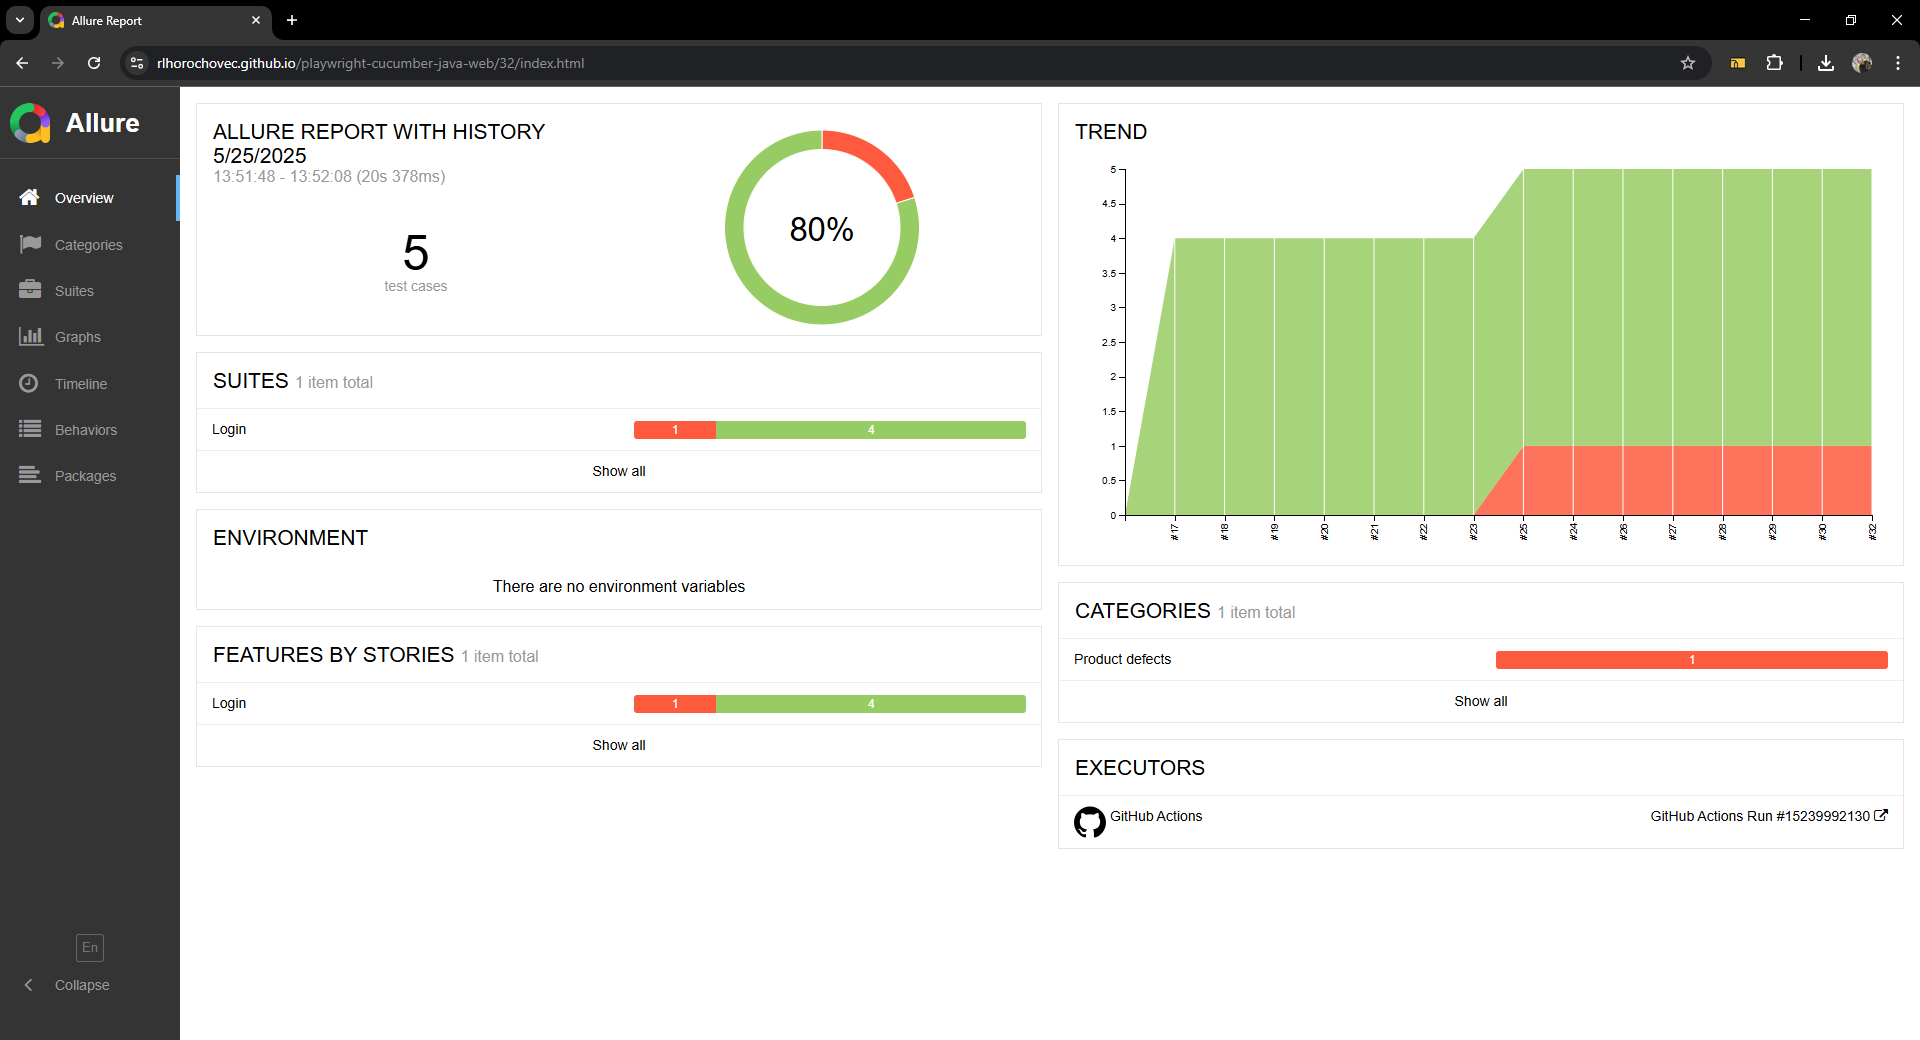 Allure Report
rlhorochovec.github.io/playwright-cucumber-java-web/32/index.html
Allure
Overview
Categories
Suites
Graphs
Timeline
Behaviors
Packages
En
Collapse
ALLURE REPORT WITH HISTORY
5/25/2025
13:51:48 - 13:52:08 (20s 378ms)
5
test cases
80%
SUITES 1 item total
Login 1 4
Show all
ENVIRONMENT
There are no environment variables
FEATURES BY STORIES 1 item total
Login 1 4
Show all
TREND
5
4.5
4
3.5
3
2.5
2
1.5
1
0.5
0
#17 #18 #19 #20 #21 #22 #23 #25 #24 #26 #27 #28 #29 #30 #32
CATEGORIES 1 item total
Product defects 1
Show all
EXECUTORS
GitHub Actions GitHub Actions Run #15239992130